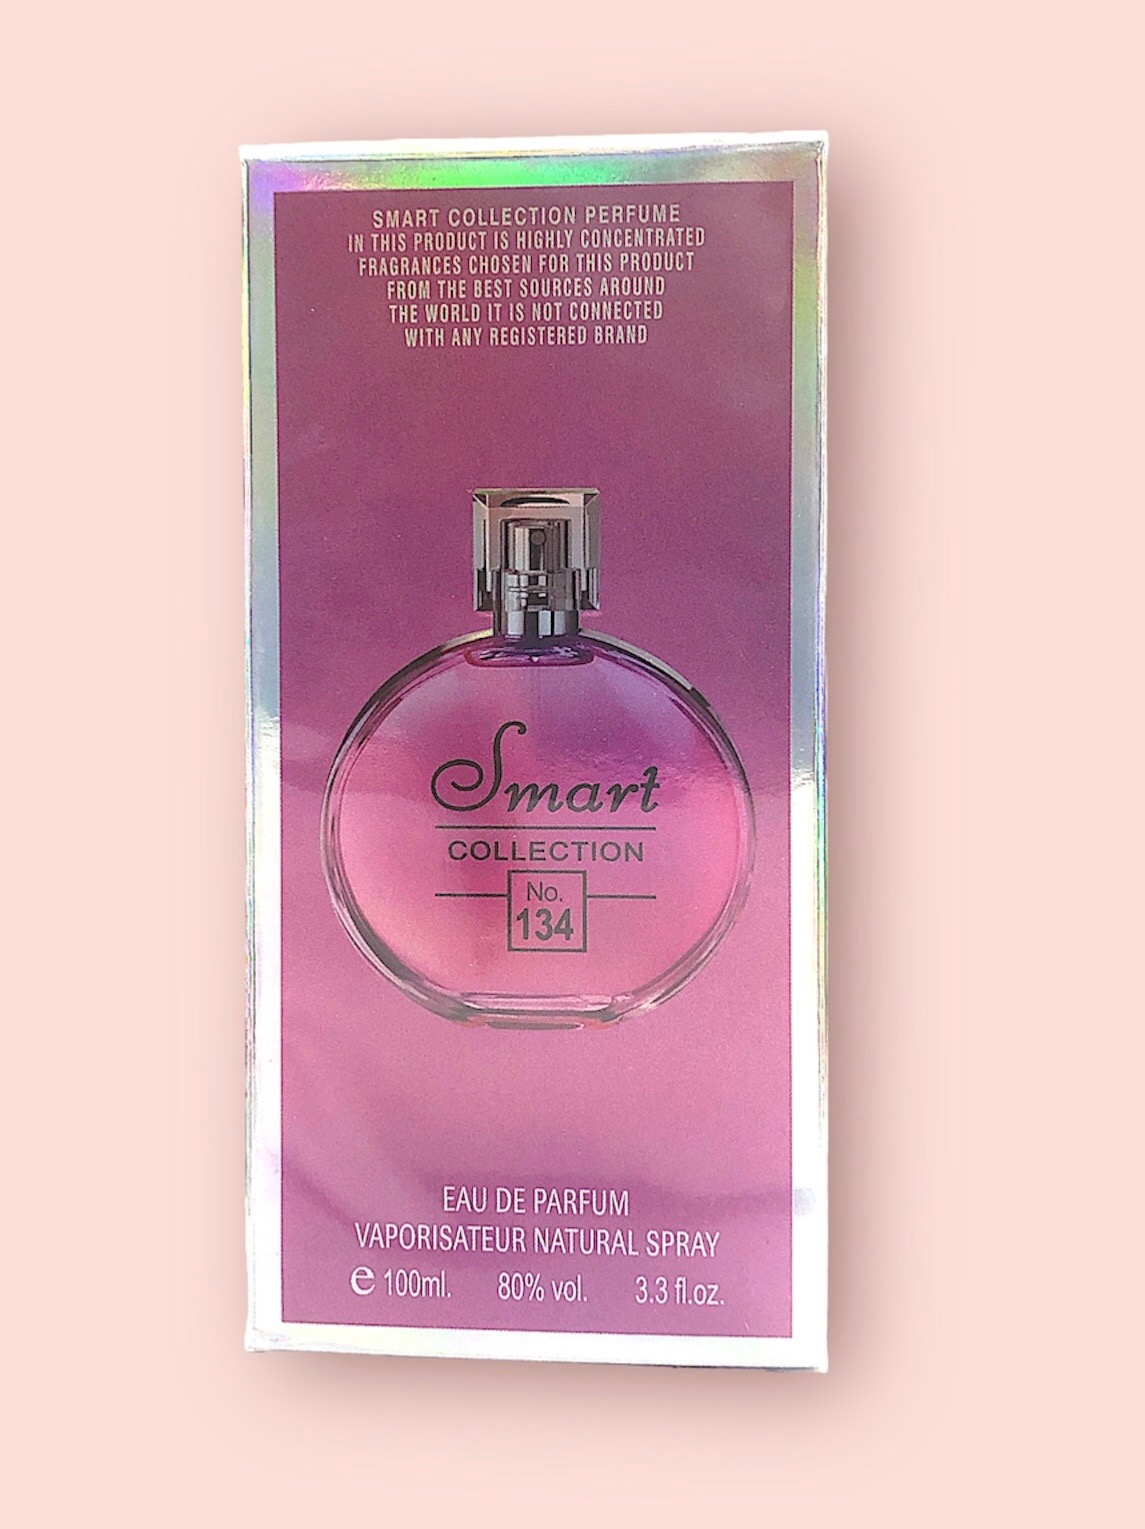 SMART COLLECTION PERFUME
IN THIS PRODUCT IS HIGHLY CONCENTRATED
FRAGRANCES CHOSEN FOR THIS PRODUCT
FROM THE BEST SOURCES AROUND
THE WORLD IT IS NOT CONNECTED
WITH ANY REGISTERED BRAND
Smart
COLLECTION
No.
134
EAU DE PARFUM
VAPORISATEUR NATURAL SPRAY
e 100ml. 80% vol. 3.3 fl.oz.